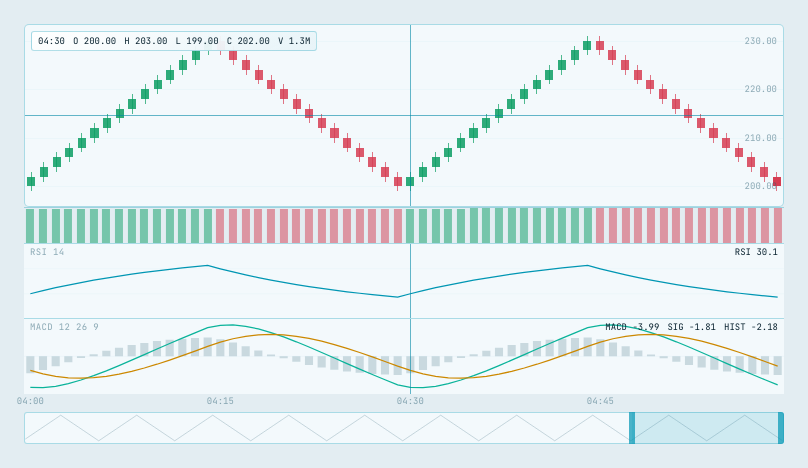 04:30 O 200.00 H 203.00 L 199.00 C 202.00 V 1.3M
230.00
220.00
210.00
200.00
RSI 14 RSI 30.1
MACD 12 26 9 MACD -3.99 SIG -1.81 HIST -2.18
04:00 04:15 04:30 04:45